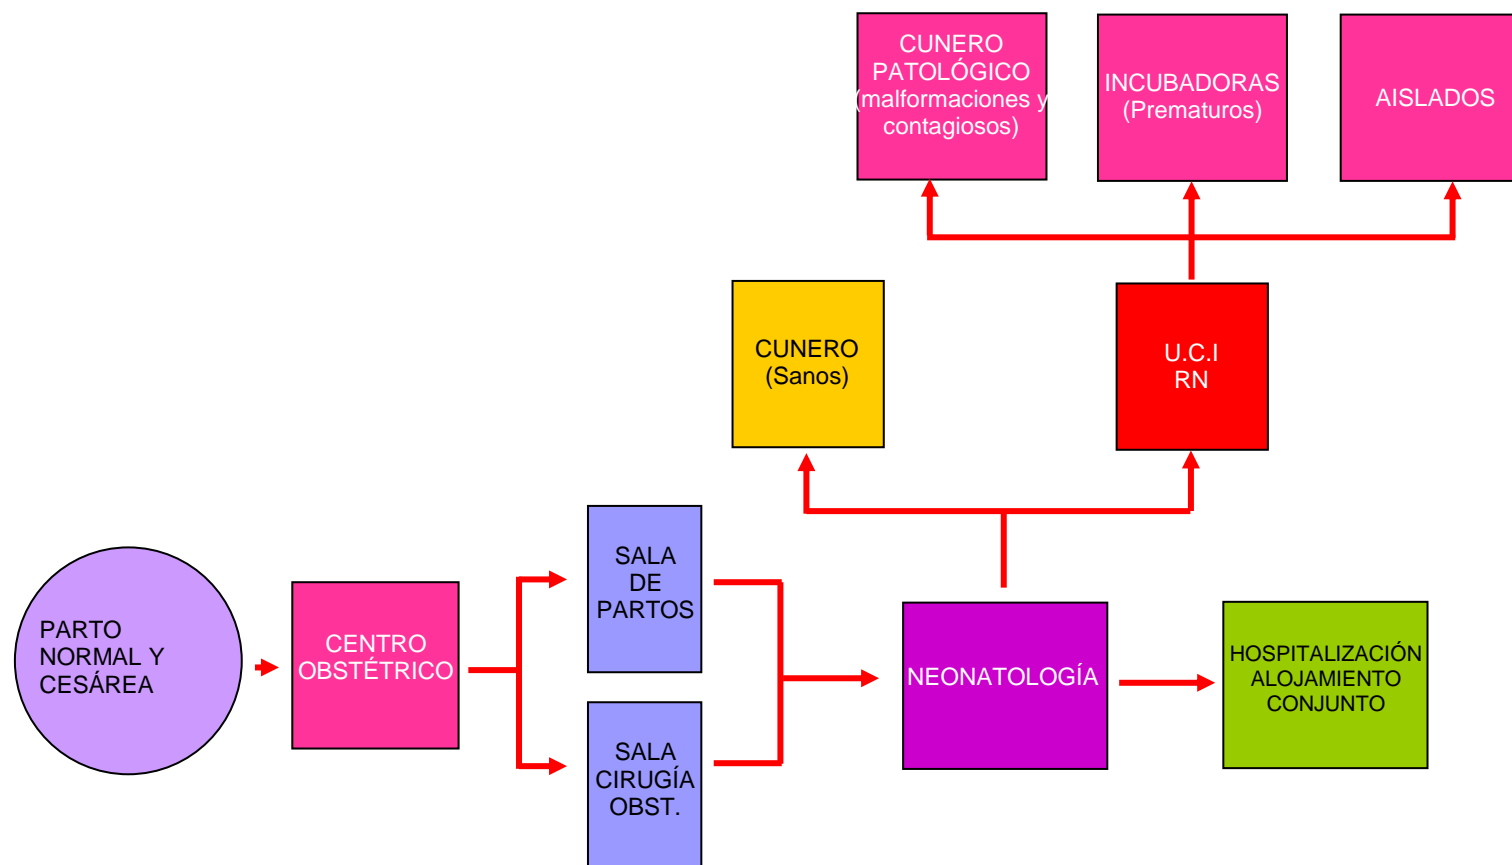 CUNERO
PATOLÓGICO
(malformaciones y
contagiosos)
INCUBADORAS
(Prematuros)
AISLADOS
CUNERO
(Sanos)
U.C.I
RN
PARTO
NORMAL Y
CESÁREA
CENTRO
OBSTÉTRICO
SALA
DE
PARTOS
SALA
CIRUGÍA
OBST.
NEONATOLOGÍA
HOSPITALIZACIÓN
ALOJAMIENTO
CONJUNTO